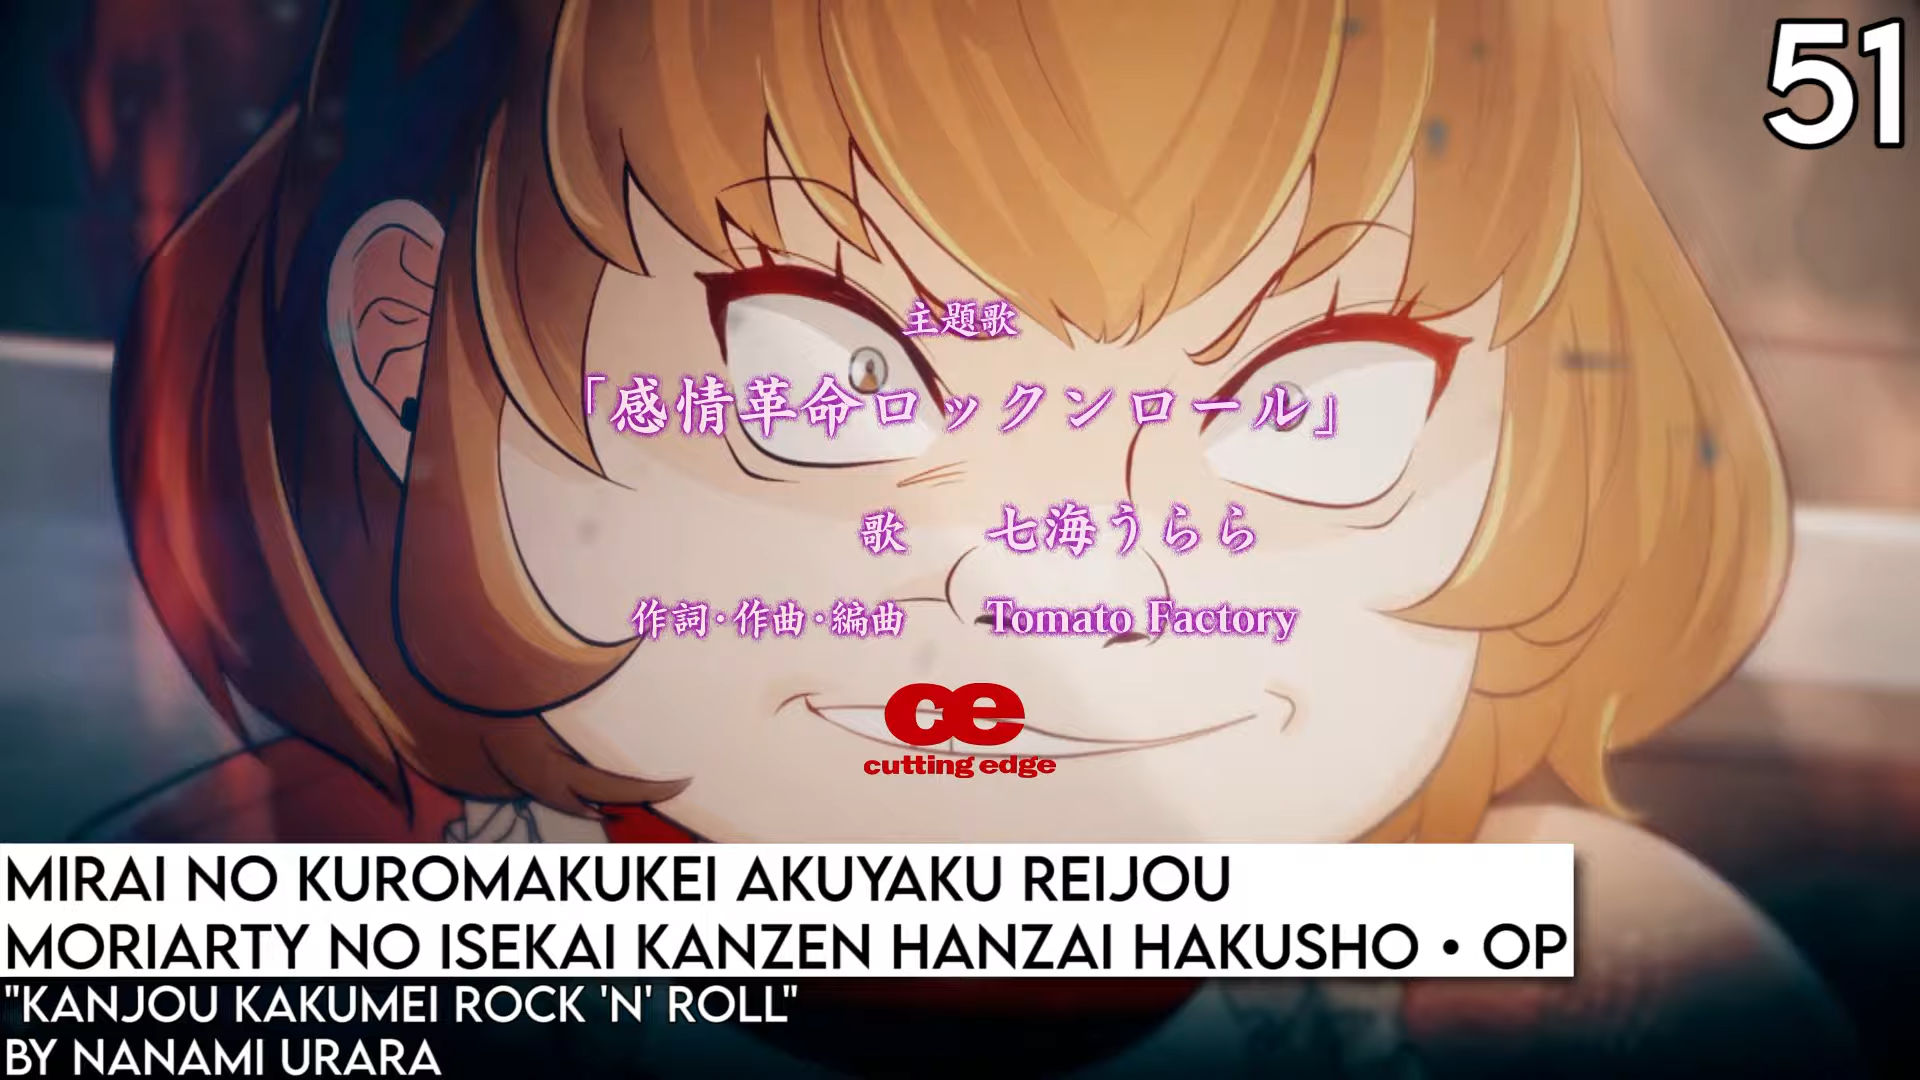 51
主題歌
「感情革命ロックンロール」
歌 七海うらら
作詞・作曲・編曲 Tomato Factory
ce
cutting edge
MIRAI NO KUROMAKUKEI AKUYAKU REIJOU
MORIARTY NO ISEKAI KANZEN HANZAI HAKUSHO • OP
"KANJOU KAKUMEI ROCK 'N' ROLL"
BY NANAMI URARA